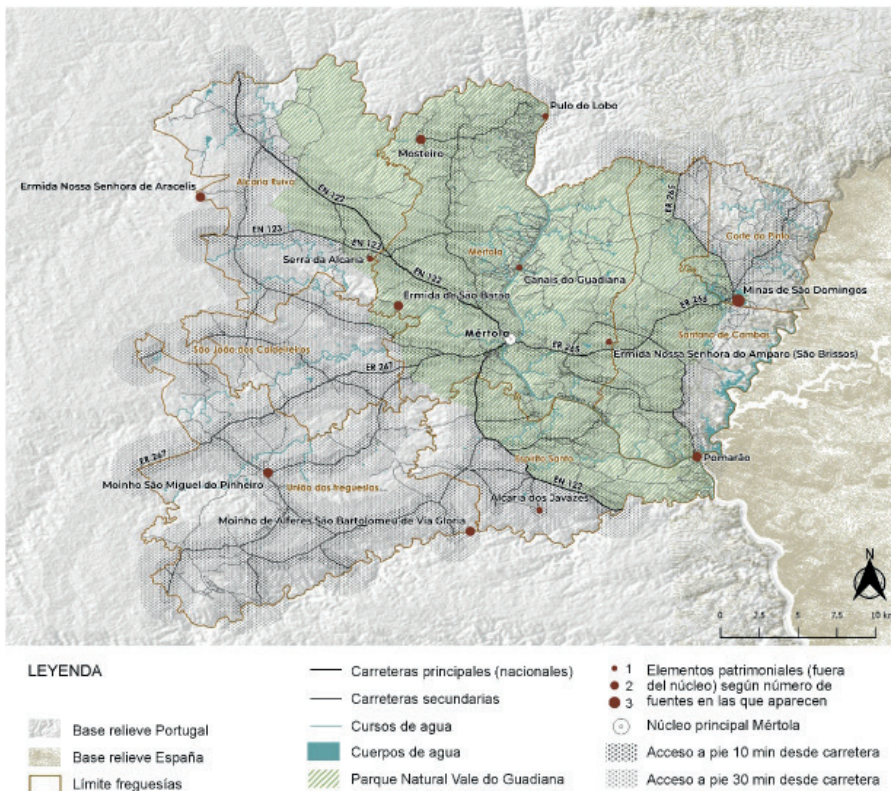 Pulo do Lobo
Mosteiro
Ermida Nossa Senhora de Aracelis
Alcaria Ruiva
EN 122
ER 265
EN 123
Corte do Pinto
EN 123
Mértola
Serra da Alcaria
Canais do Guadiana
EN 122
Minas de São Domingos
Ermida de São Barão
ER 265
Mértola
Santana de Cambas
São João dos Caldeireiros
ER 265
Ermida Nossa Senhora do Amparo (São Brissos)
ER 267
Espírito Santo
Pomarão
ER 267
Moinho São Miguel do Pinheiro
União das freguesias...
EN 122
Alcaria dos Javazes
Moinho de Alferes São Bartolomeu de Via Gloria
N
0 2,5 5 7,5 10 km
LEYENDA
Base relieve Portugal
Base relieve España
Límite freguesías
Carreteras principales (nacionales)
Carreteras secundarias
Cursos de agua
Cuerpos de agua
Parque Natural Vale do Guadiana
1 Elementos patrimoniales (fuera
2 del núcleo) según número de
3 fuentes en las que aparecen
Núcleo principal Mértola
Acceso a pie 10 min desde carretera
Acceso a pie 30 min desde carretera